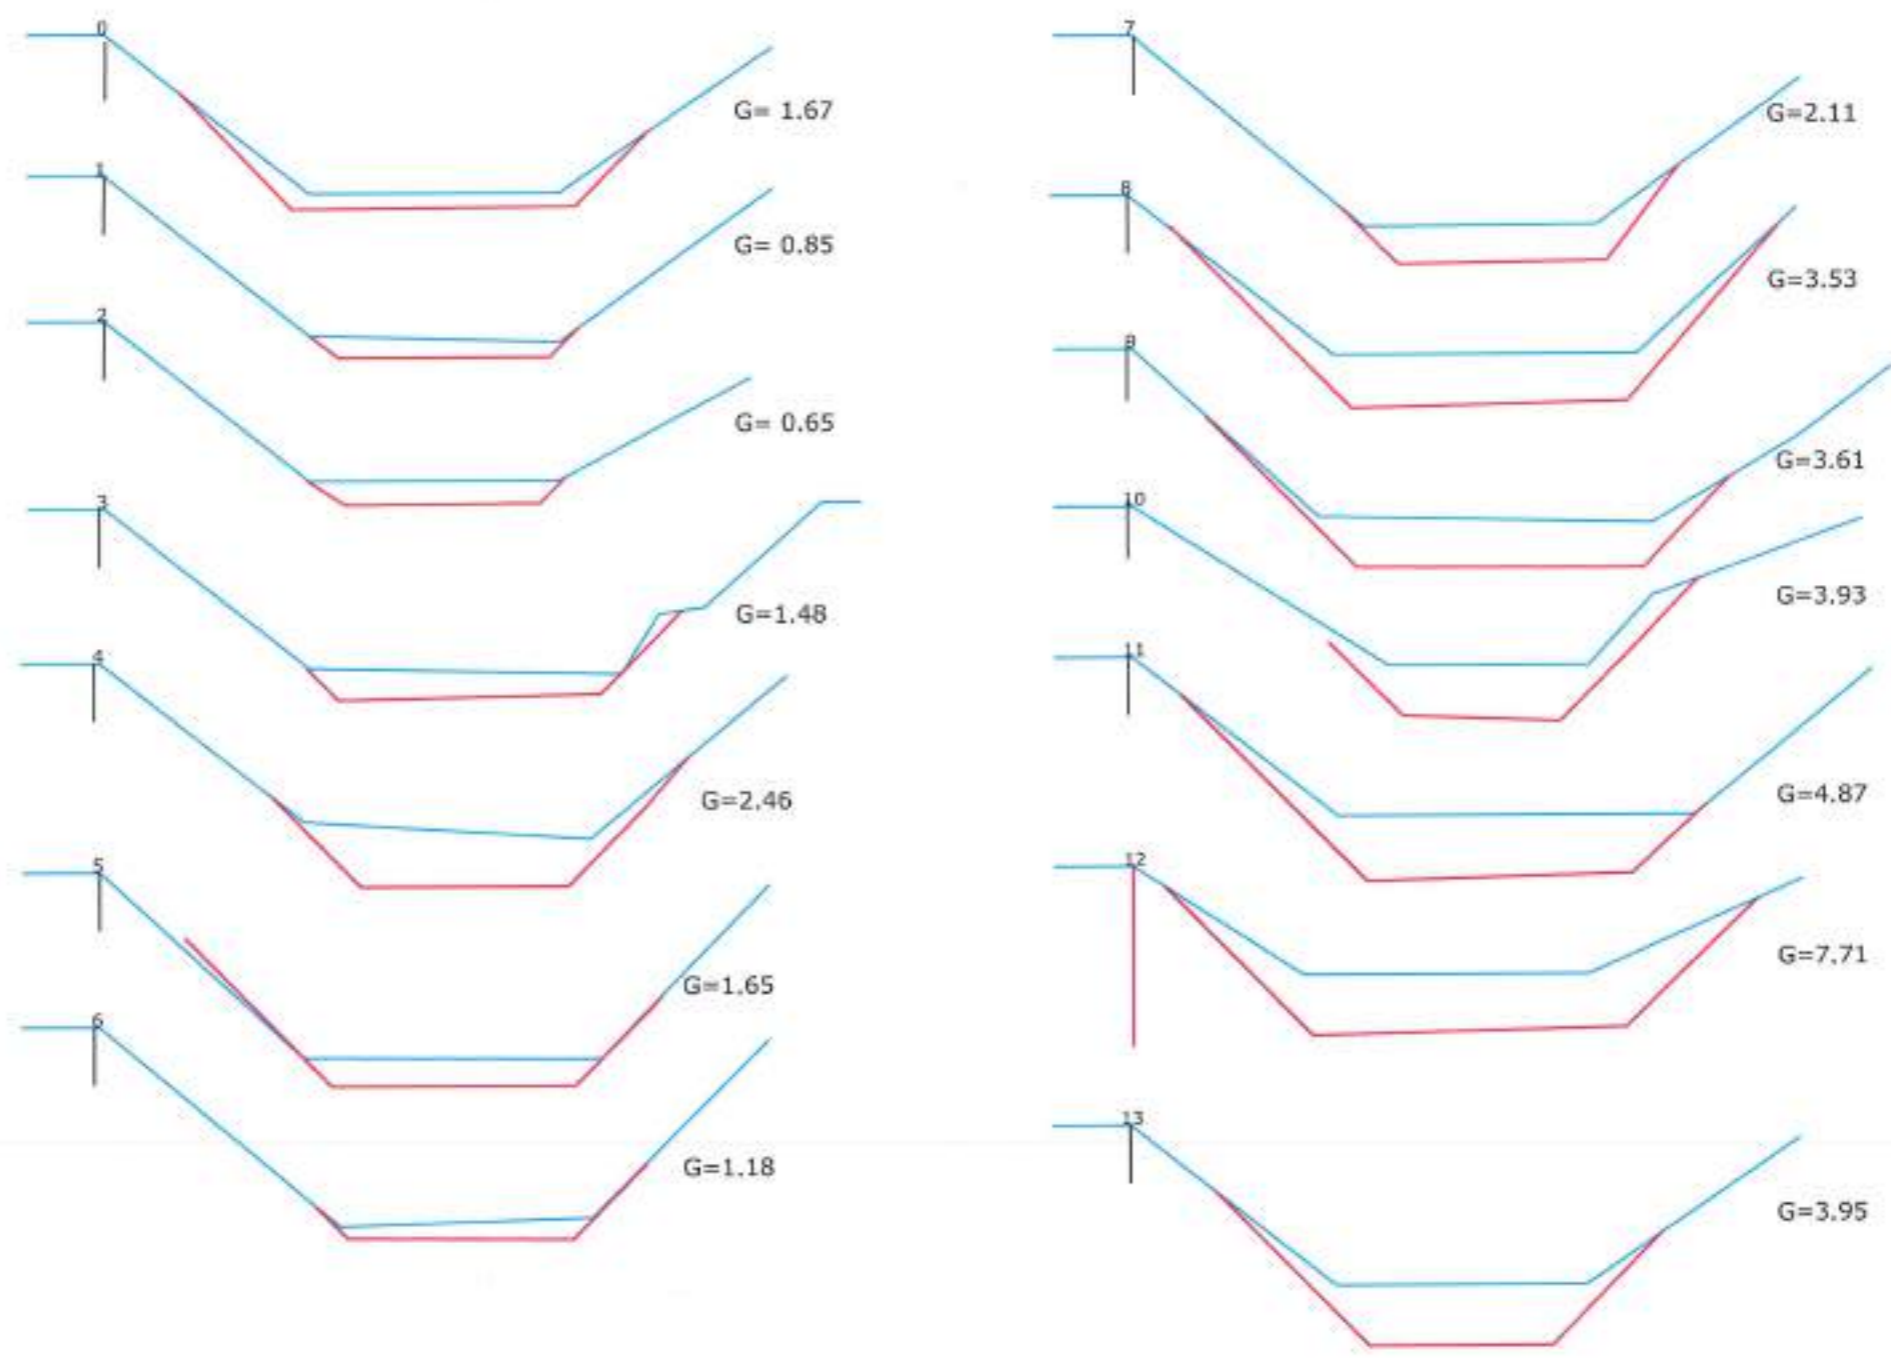 0
G= 1.67
1
G= 0.85
2
G= 0.65
3
G=1.48
4
G=2.46
5
G=1.65
6
G=1.18
7
G=2.11
8
G=3.53
9
G=3.61
10
G=3.93
11
G=4.87
12
G=7.71
13
G=3.95